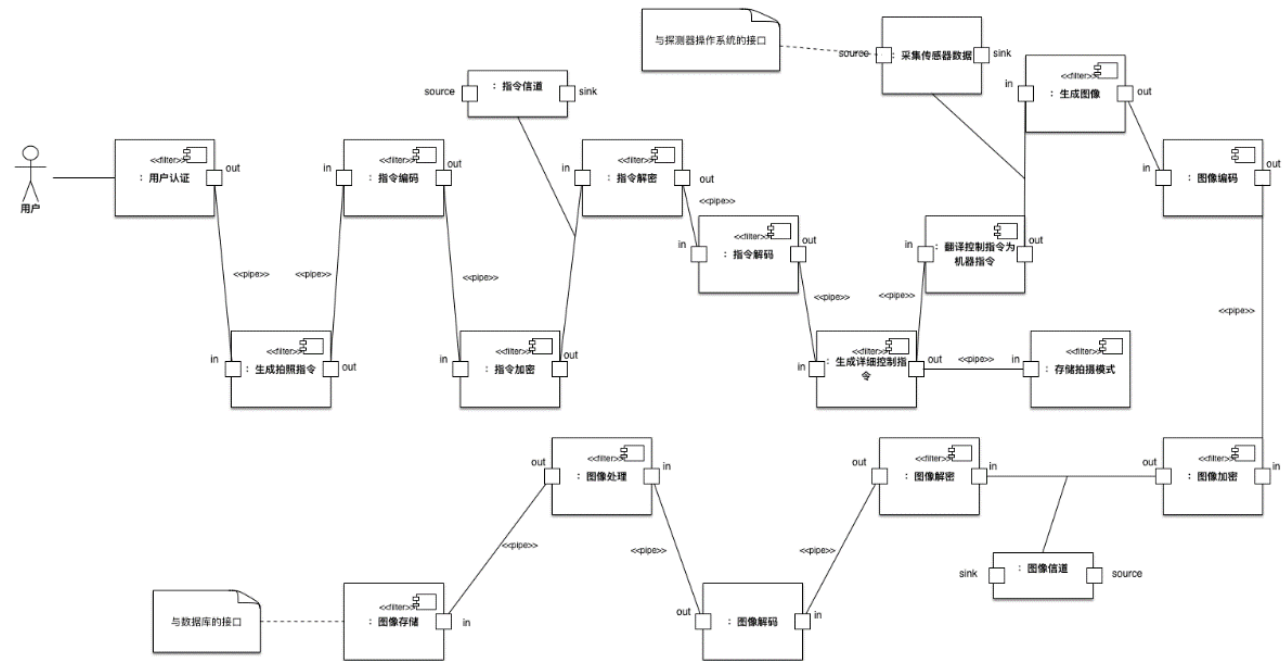 与探测器操作系统的接口
source
: 采集传感器数据
sink
<<filter>>
: 生成图像
in
out
source
: 指令信道
sink
用户
<<filter>>
: 用户认证
out
in
<<filter>>
: 指令编码
out
in
<<filter>>
: 指令解密
out
<<pipe>>
in
<<filter>>
: 指令解码
out
in
<<filter>>
: 翻译控制指令为
机器指令
out
in
<<filter>>
: 图像编码
out
<<pipe>>
<<pipe>>
<<pipe>>
<<pipe>>
<<pipe>>
<<pipe>>
in
<<filter>>
: 生成拍照指令
out
in
<<filter>>
: 指令加密
out
in
<<filter>>
: 生成详细控制指
令
out
<<pipe>>
in
<<filter>>
: 存储拍摄模式
out
<<filter>>
: 图像处理
in
out
<<filter>>
: 图像解密
in
out
<<filter>>
: 图像加密
in
<<pipe>>
<<pipe>>
<<pipe>>
sink
: 图像信道
source
与数据库的接口
<<filter>>
: 图像存储
in
out
: 图像解码
in